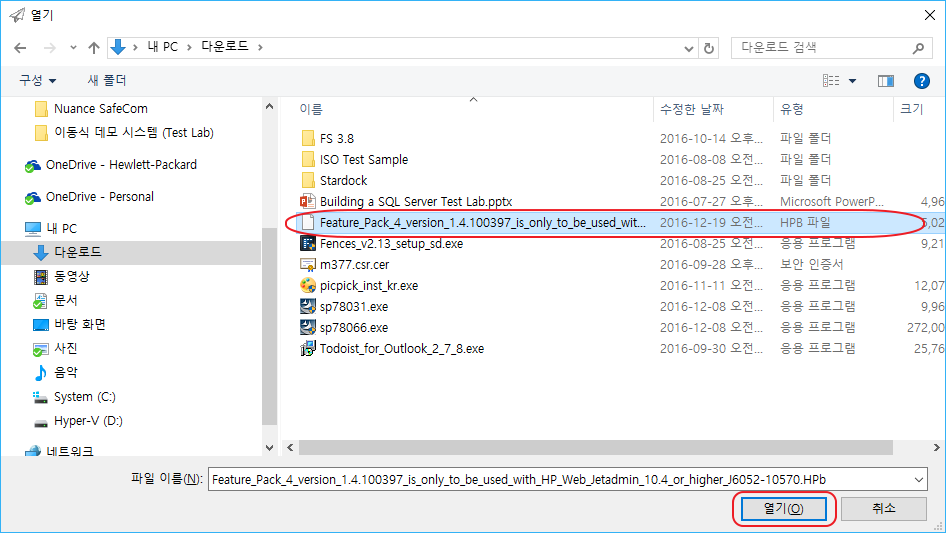 열기
내 PC > 다운로드 >
다운로드 검색
구성 새 폴더
Nuance SafeCom
이동식 데모 시스템 (Test Lab)
OneDrive - Hewlett-Packard
OneDrive - Personal
내 PC
다운로드
동영상
문서
바탕 화면
사진
음악
System (C:)
Hyper-V (D:)
네트워크
이름 수정한 날짜 유형 크기
FS 3.8 2016-10-14 오후... 파일 폴더
ISO Test Sample 2016-08-08 오전... 파일 폴더
Stardock 2016-08-25 오전... 파일 폴더
Building a SQL Server Test Lab.pptx 2016-07-27 오전... Microsoft PowerP... 4,96
Feature_Pack_4_version_1.4.100397_is_only_to_be_used_wit... 2016-12-19 오전... HPB 파일 5,02
Fences_v2.13_setup_sd.exe 2016-08-25 오전... 응용 프로그램 9,21
m377.csr.cer 2016-09-28 오후... 보안 인증서
picpick_inst_kr.exe 2016-11-11 오전... 응용 프로그램 12,07
sp78031.exe 2016-12-08 오전... 응용 프로그램 9,96
sp78066.exe 2016-12-08 오전... 응용 프로그램 272,00
Todoist_for_Outlook_2_7_8.exe 2016-09-30 오전... 응용 프로그램 25,76
파일 이름(N): Feature_Pack_4_version_1.4.100397_is_only_to_be_used_with_HP_Web_Jetadmin_10.4_or_higher_J6052-10570.HPb
열기(O) 취소